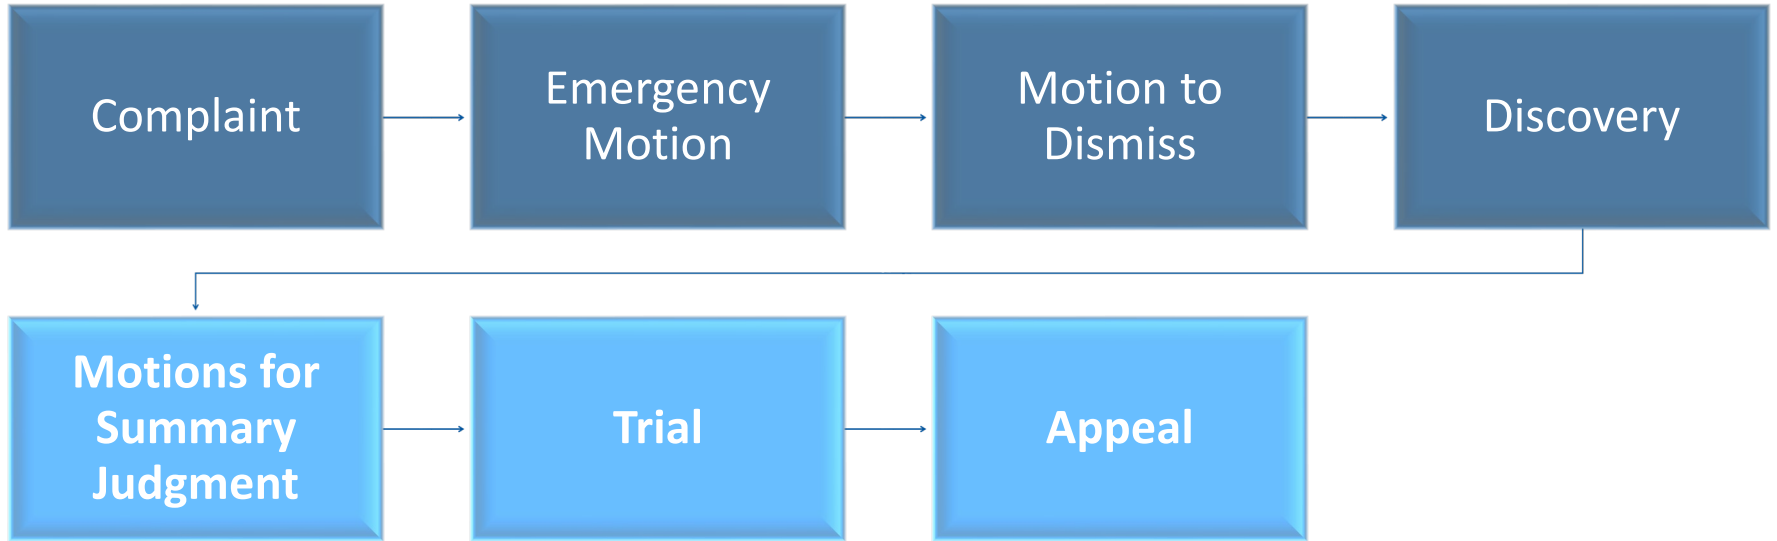 Complaint
Emergency
Motion
Motion to
Dismiss
Discovery
Motions for
Summary
Judgment
Trial
Appeal